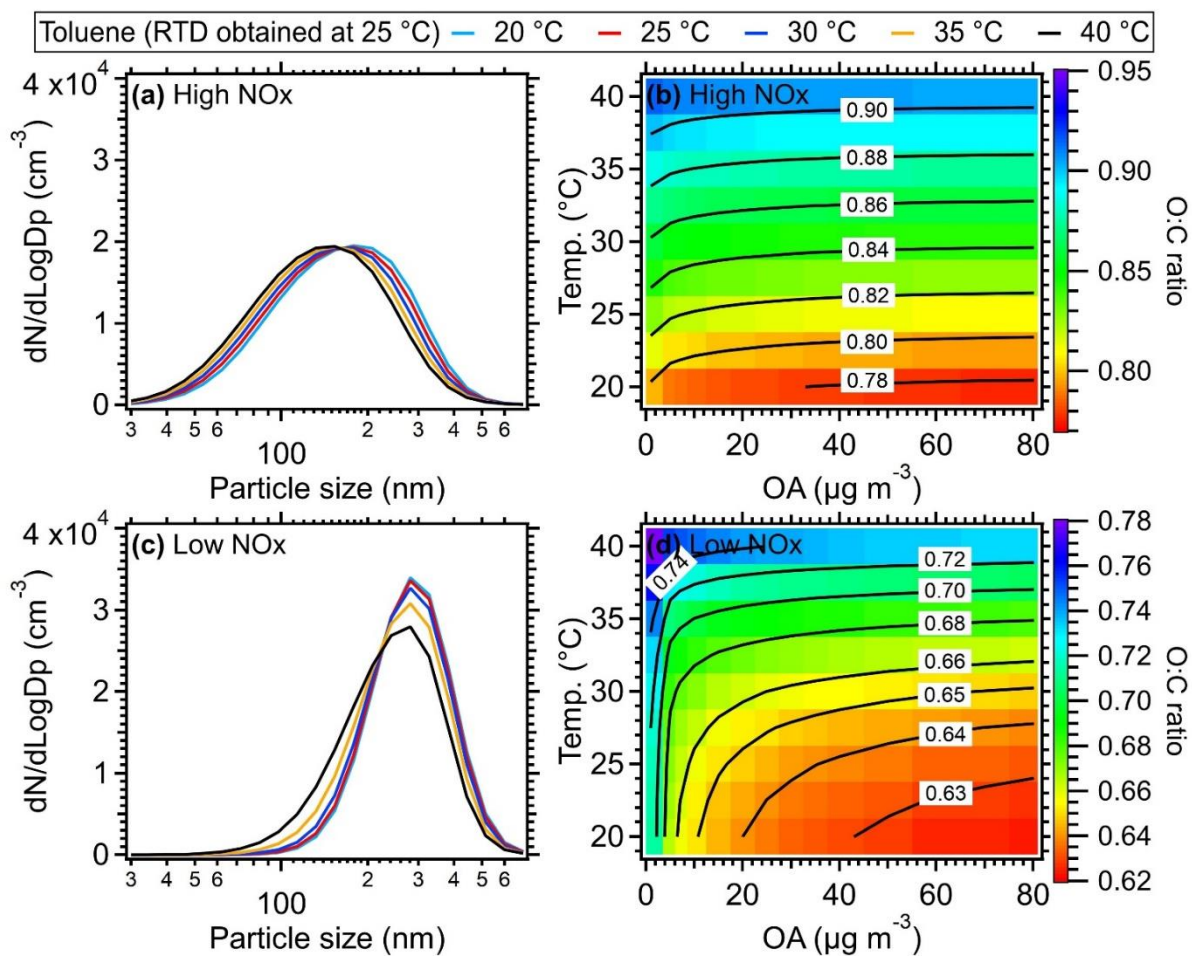 Toluene (RTD obtained at 25 °C) 20 °C 25 °C 30 °C 35 °C 40 °C
(a) High NOx
4 x10⁴
3
2
1
0
dN/dLogDp (cm⁻³)
3 4 5 6 2 3 4 5 6
100
Particle size (nm)
(b) High NOx
40
35
30
25
20
Temp. (°C)
0.90
0.88
0.86
0.84
0.82
0.80
0.78
0 20 40 60 80
OA (µg m⁻³)
0.95
0.90
0.85
0.80
O:C ratio
(c) Low NOx
4 x10⁴
3
2
1
0
dN/dLogDp (cm⁻³)
3 4 5 6 2 3 4 5 6
100
Particle size (nm)
(d) Low NOx
40
35
30
25
20
Temp. (°C)
0.74
0.72
0.70
0.68
0.66
0.65
0.64
0.63
0 20 40 60 80
OA (µg m⁻³)
0.78
0.76
0.74
0.72
0.70
0.68
0.66
0.64
0.62
O:C ratio